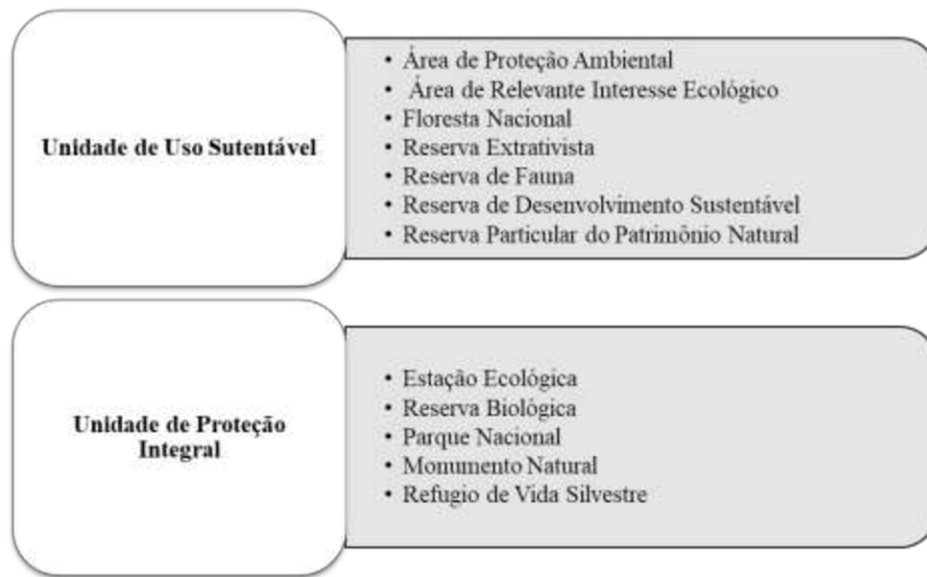 Unidade de Uso Sutentável
• Área de Proteção Ambiental
• Área de Relevante Interesse Ecológico
• Floresta Nacional
• Reserva Extrativista
• Reserva de Fauna
• Reserva de Desenvolvimento Sustentável
• Reserva Particular do Patrimônio Natural
Unidade de Proteção
Integral
• Estação Ecológica
• Reserva Biológica
• Parque Nacional
• Monumento Natural
• Refugio de Vida Silvestre